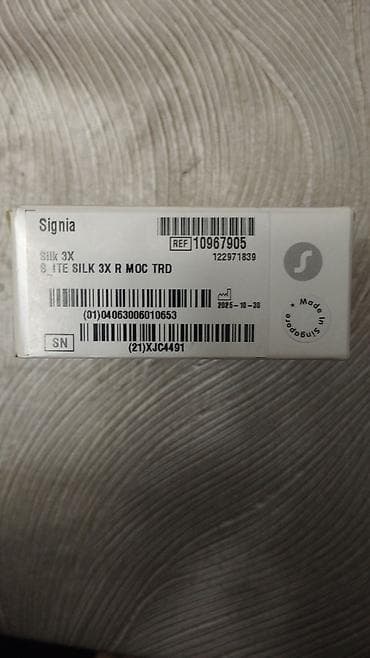 Signia
REF 10967905
122971839
Silk 3X
S_ITE SILK 3X R MOC TRD
2025-10-30
(01)04063006010653
SN
(21)XJC4491
Made in Singapore